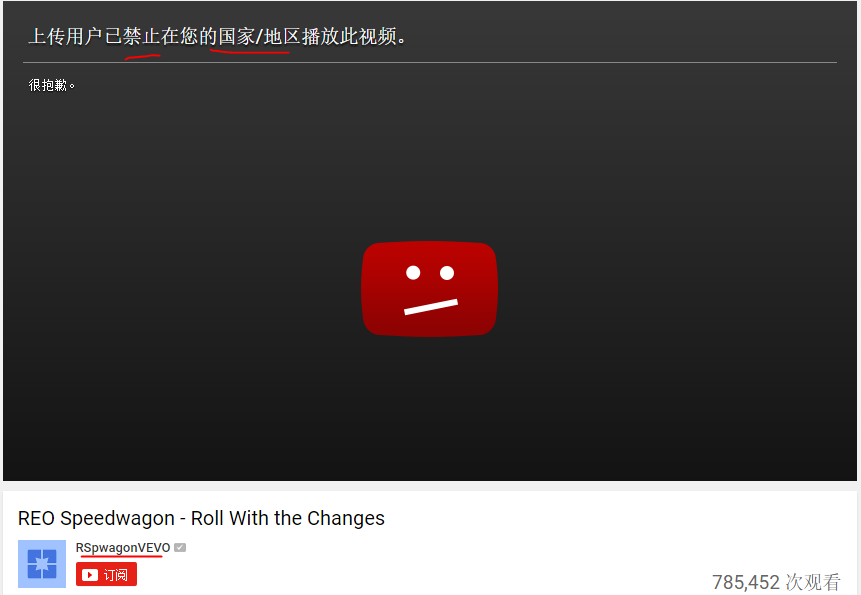 上传用户已禁止在您的国家/地区播放此视频。
很抱歉。
REO Speedwagon - Roll With the Changes
RSpwagonVEVO
订阅
785,452 次观看